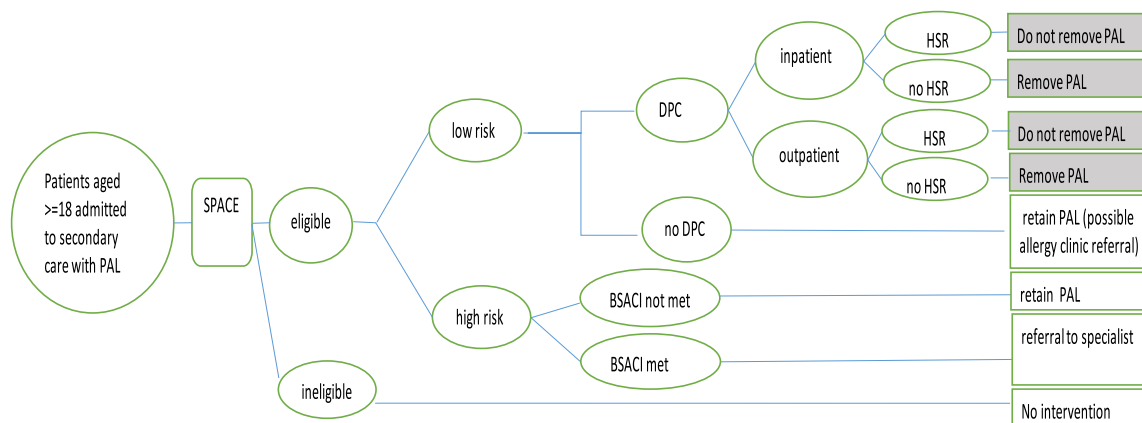 Patients aged
>=18 admitted
to secondary
care with PAL
SPACE
eligible
ineligible
low risk
high risk
DPC
no DPC
BSACI not met
BSACI met
inpatient
outpatient
HSR
no HSR
HSR
no HSR
Do not remove PAL
Remove PAL
Do not remove PAL
Remove PAL
retain PAL (possible
allergy clinic referral)
retain PAL
referral to specialist
No intervention